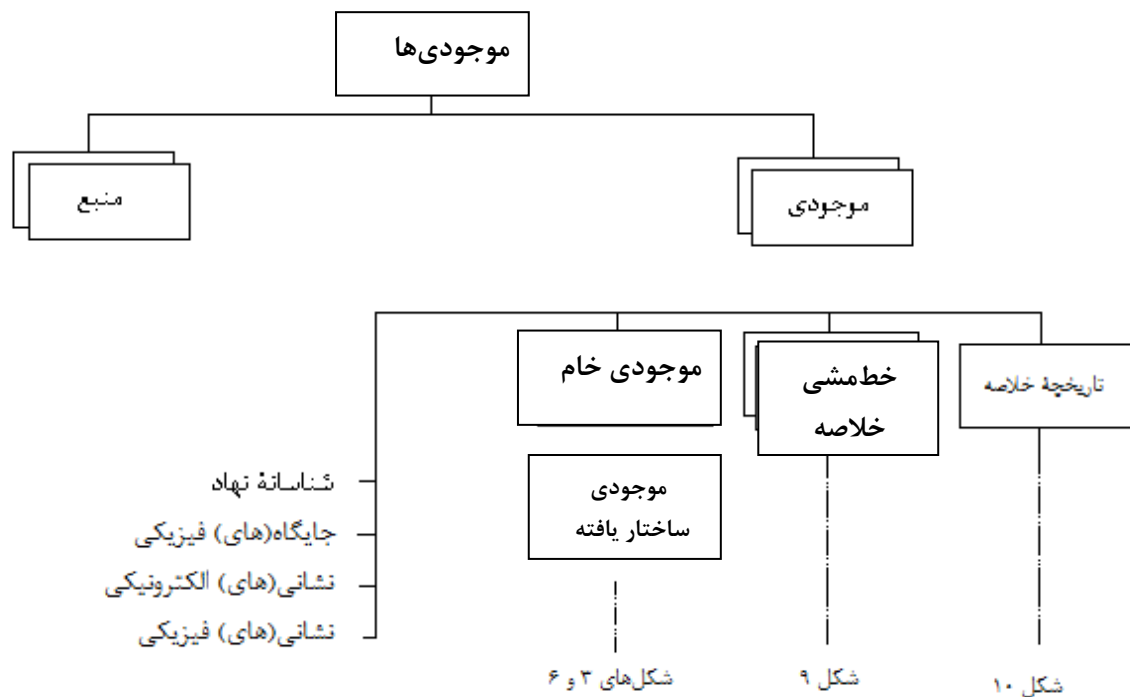 موجودی‌ها
موجودی
منبع
تاریخچهٔ خلاصه
خط‌مشی
خلاصه
موجودی خام
موجودی
ساختار یافته
شناسانهٔ نهاد
جایگاه(های) فیزیکی
نشانی(های) الکترونیکی
نشانی(های) فیزیکی
شکل ۱۰
شکل ۹
شکل‌های ۳ و ۶